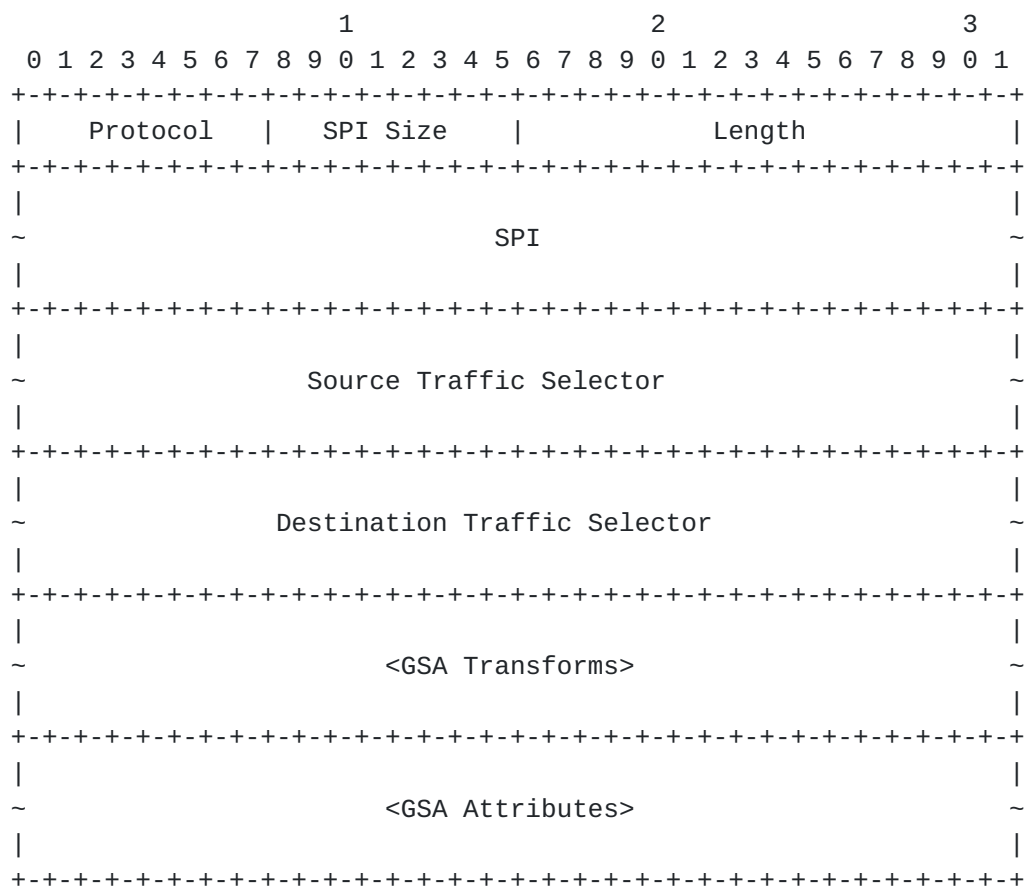 1                   2                   3
 0 1 2 3 4 5 6 7 8 9 0 1 2 3 4 5 6 7 8 9 0 1 2 3 4 5 6 7 8 9 0 1
+-+-+-+-+-+-+-+-+-+-+-+-+-+-+-+-+-+-+-+-+-+-+-+-+-+-+-+-+-+-+-+-+
|    Protocol   |   SPI Size    |            Length             |
+-+-+-+-+-+-+-+-+-+-+-+-+-+-+-+-+-+-+-+-+-+-+-+-+-+-+-+-+-+-+-+-+
|                                                               |
~                              SPI                              ~
|                                                               |
+-+-+-+-+-+-+-+-+-+-+-+-+-+-+-+-+-+-+-+-+-+-+-+-+-+-+-+-+-+-+-+-+
|                                                               |
~                  Source Traffic Selector                      ~
|                                                               |
+-+-+-+-+-+-+-+-+-+-+-+-+-+-+-+-+-+-+-+-+-+-+-+-+-+-+-+-+-+-+-+-+
|                                                               |
~                Destination Traffic Selector                   ~
|                                                               |
+-+-+-+-+-+-+-+-+-+-+-+-+-+-+-+-+-+-+-+-+-+-+-+-+-+-+-+-+-+-+-+-+
|                                                               |
~                       <GSA Transforms>                        ~
|                                                               |
+-+-+-+-+-+-+-+-+-+-+-+-+-+-+-+-+-+-+-+-+-+-+-+-+-+-+-+-+-+-+-+-+
|                                                               |
~                       <GSA Attributes>                        ~
|                                                               |
+-+-+-+-+-+-+-+-+-+-+-+-+-+-+-+-+-+-+-+-+-+-+-+-+-+-+-+-+-+-+-+-+